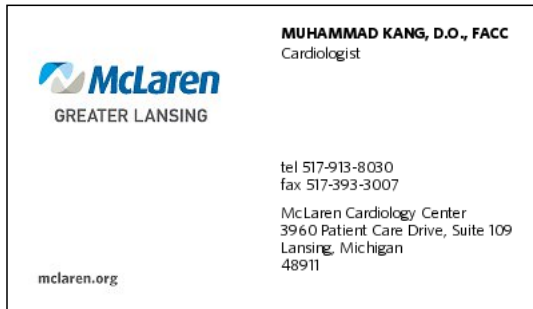 McLaren
GREATER LANSING
mclaren.org
MUHAMMAD KANG, D.O., FACC
Cardiologist
tel 517-913-8030
fax 517-393-3007
McLaren Cardiology Center
3960 Patient Care Drive, Suite 109
Lansing, Michigan
48911